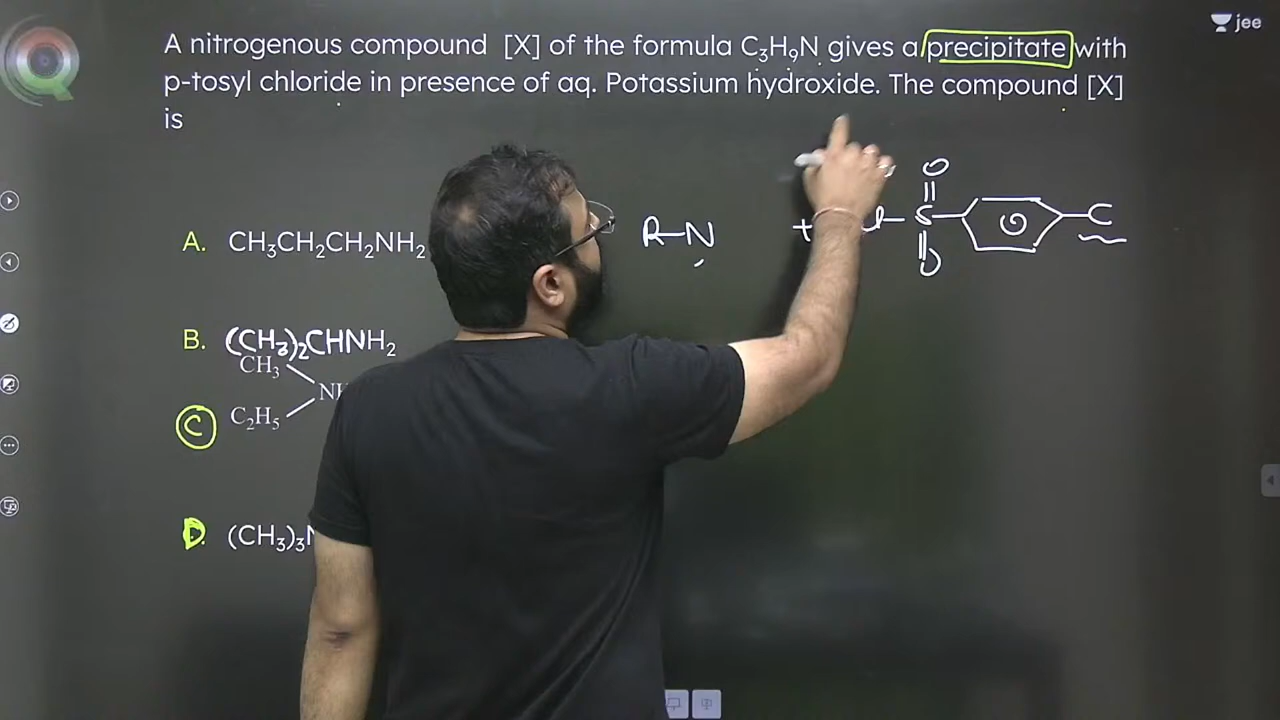 jee
A nitrogenous compound [X] of the formula C₃H₉N gives a precipitate with
p-tosyl chloride in presence of aq. Potassium hydroxide. The compound [X]
is
A. CH₃CH₂CH₂NH₂
R-N +
O
S
O
C
B. (CH₃)₂CHNH₂
CH₃
C
C₂H₅
D. (CH₃)₃